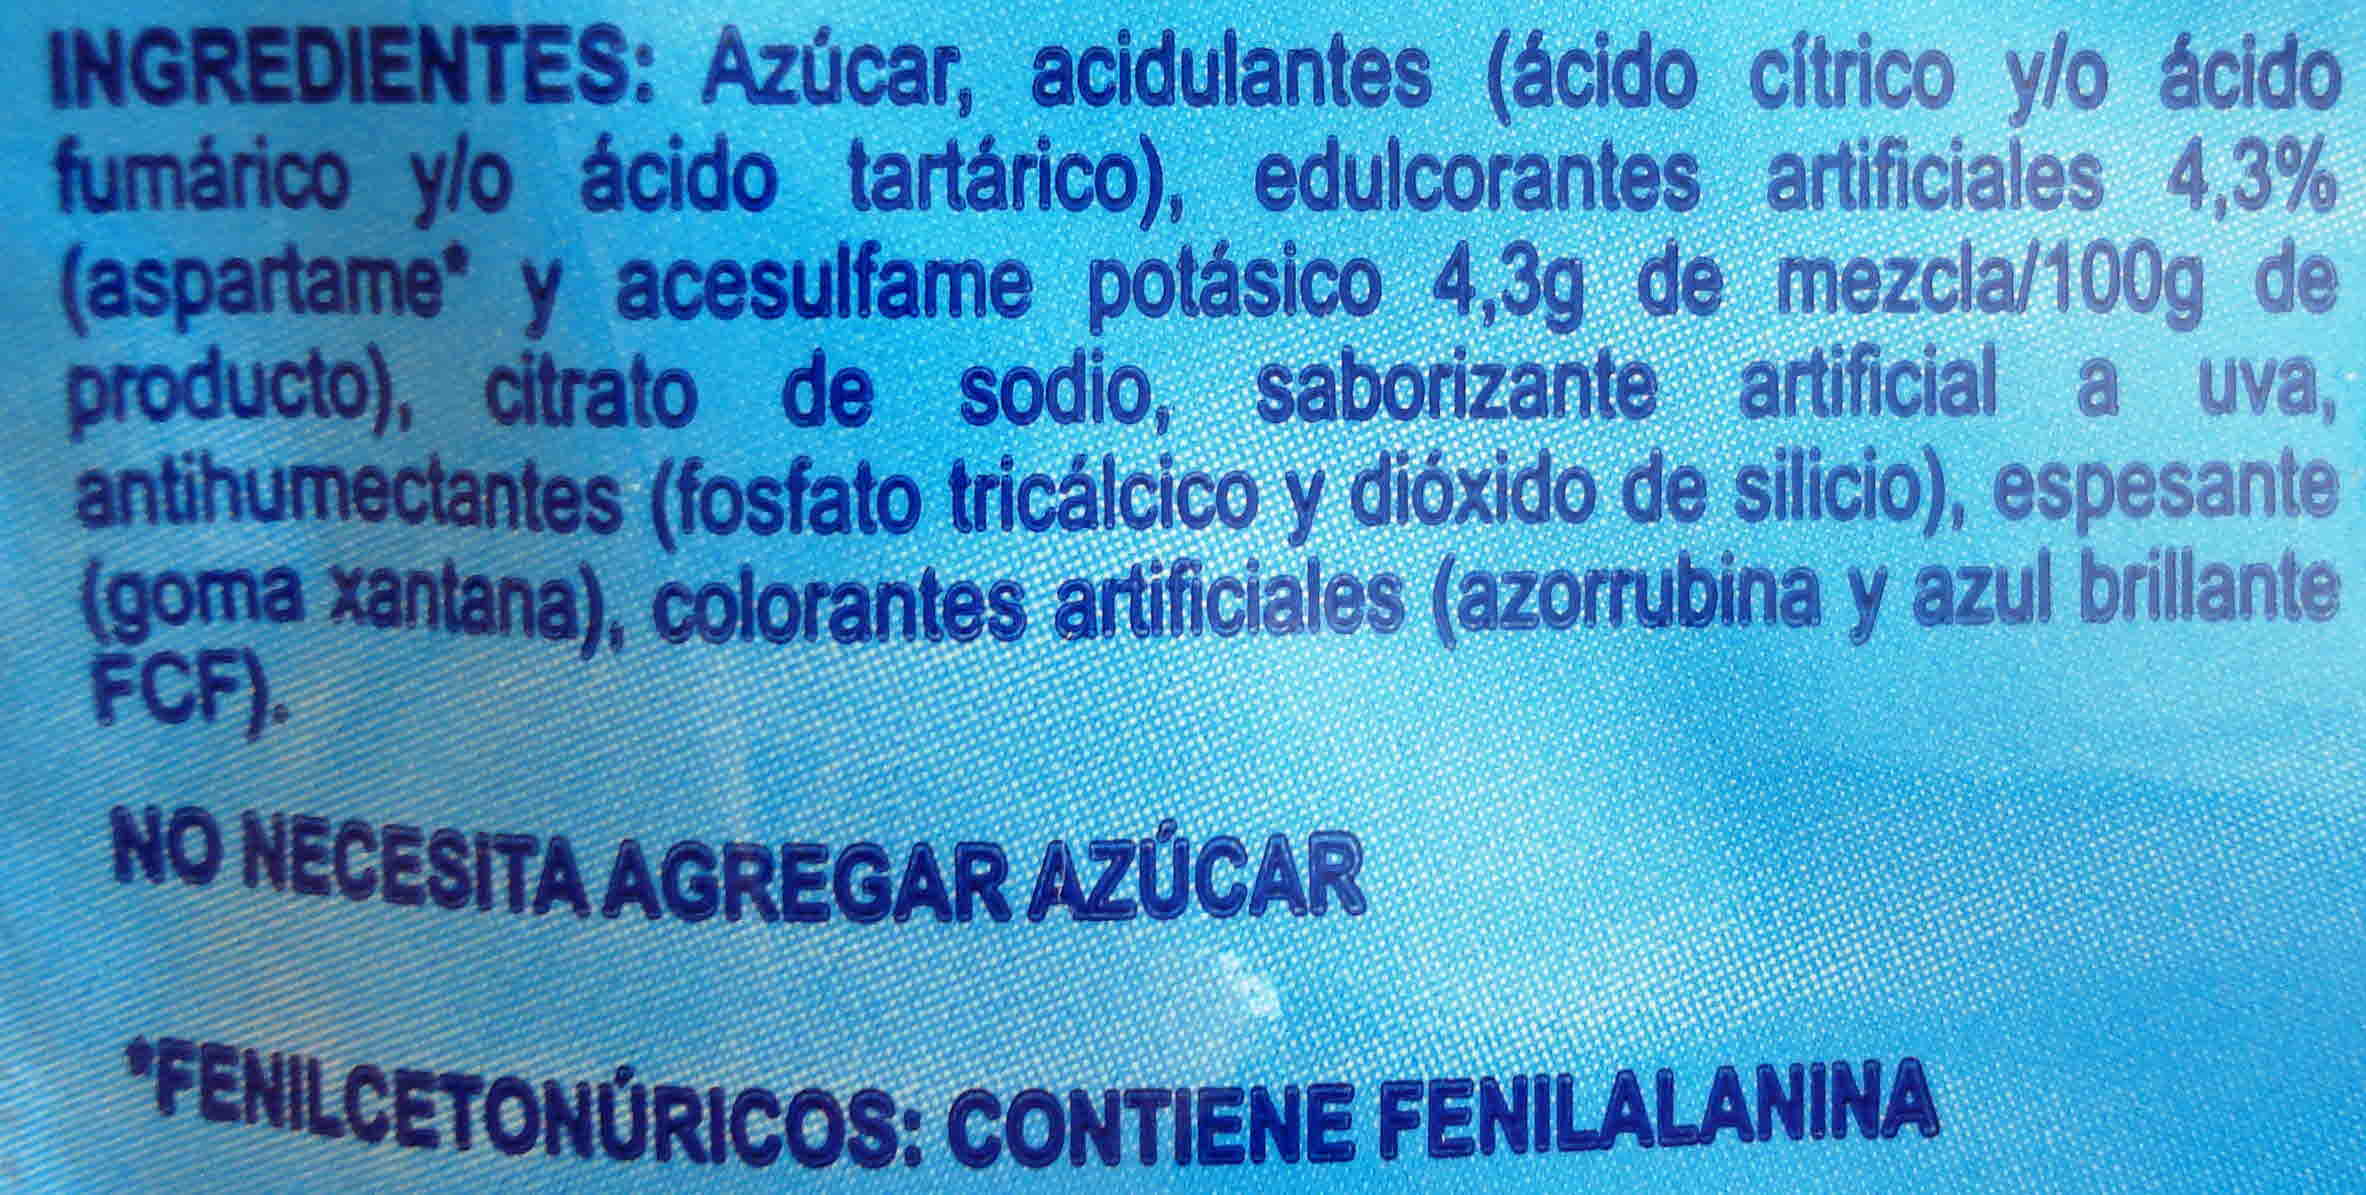 INGREDIENTES: Azúcar, acidulantes (ácido cítrico y/o ácido
fumárico y/o ácido tartárico), edulcorantes artificiales 4,3%
(aspartame* y acesulfame potásico 4,3g de mezcla/100g de
producto), citrato de sodio, saborizante artificial a uva,
antihumectantes (fosfato tricálcico y dióxido de silicio), espesante
(goma xantana), colorantes artificiales (azorrubina y azul brillante
FCF).
NO NECESITA AGREGAR AZÚCAR
*FENILCETONÚRICOS: CONTIENE FENILALANINA